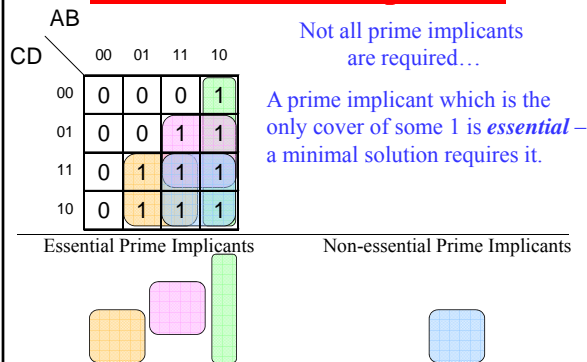 AB
Not all prime implicants
are required…
CD
00 01 11 10
00 0 0 0 1
A prime implicant which is the
only cover of some 1 is essential –
a minimal solution requires it.
01 0 0 1 1
11 0 1 1 1
10 0 1 1 1
Essential Prime Implicants
Non-essential Prime Implicants